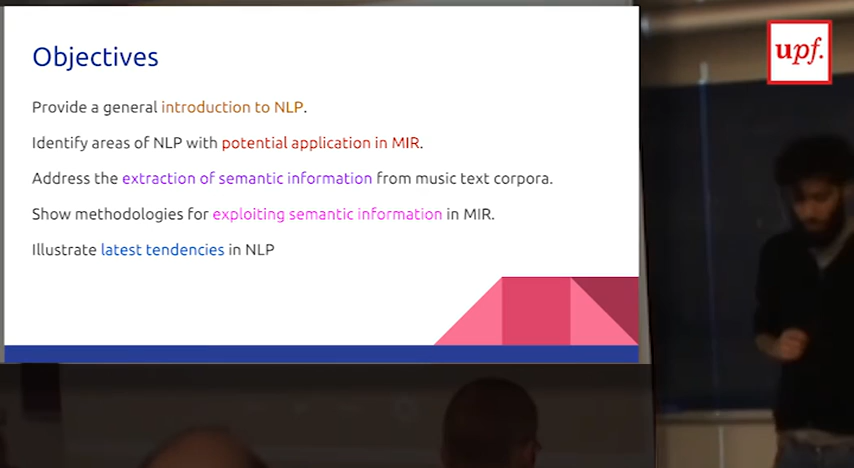 Objectives
Provide a general introduction to NLP.
Identify areas of NLP with potential application in MIR.
Address the extraction of semantic information from music text corpora.
Show methodologies for exploiting semantic information in MIR.
Illustrate latest tendencies in NLP
upf.